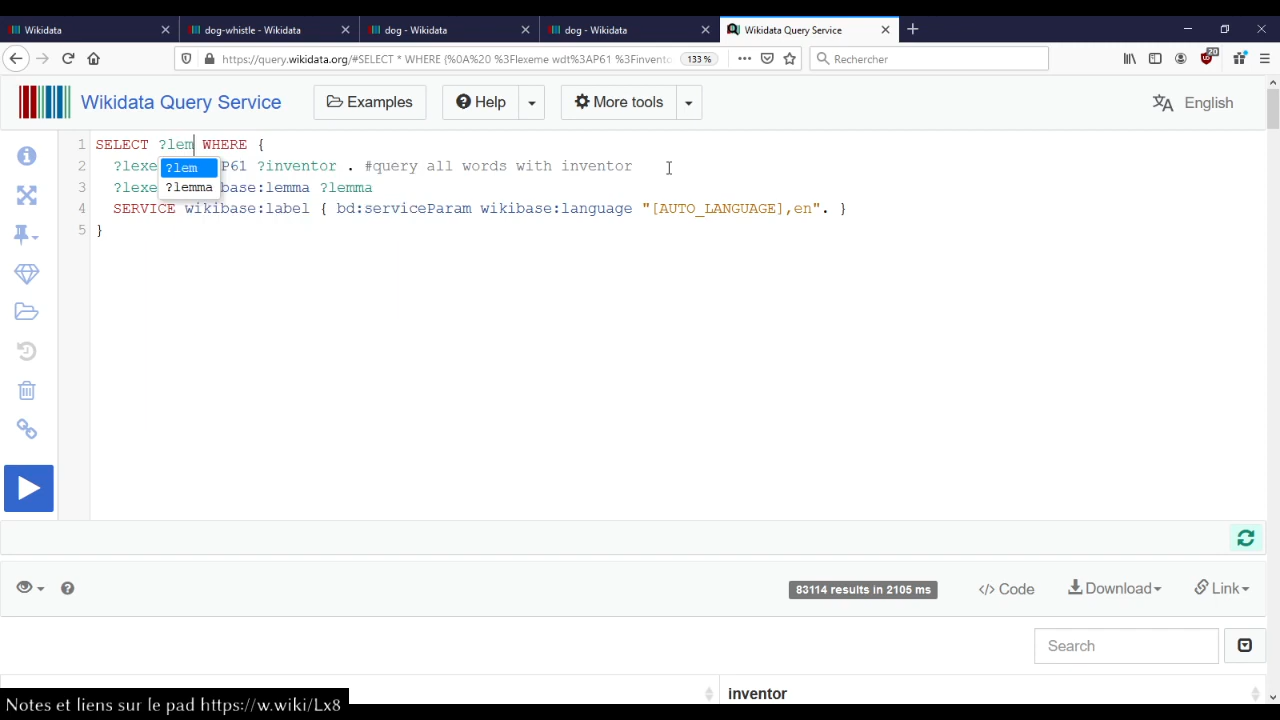 Wikidata
dog-whistle - Wikidata
dog - Wikidata
dog - Wikidata
Wikidata Query Service
https://query.wikidata.org/#SELECT * WHERE {%0A%20 %3Flexeme wdt%3AP61 %3Finvento
133 %
Rechercher
20
Wikidata Query Service
Examples
Help
More tools
English
1 SELECT ?lem WHERE {
2 ?lexe P61 ?inventor . #query all words with inventor
3 ?lexe base:lemma ?lemma
4 SERVICE wikibase:label { bd:serviceParam wikibase:language "[AUTO_LANGUAGE],en". }
5 }
?lem
?lemma
83114 results in 2105 ms
</> Code
Download
Link
Search
inventor
Notes et liens sur le pad https://w.wiki/Lx8